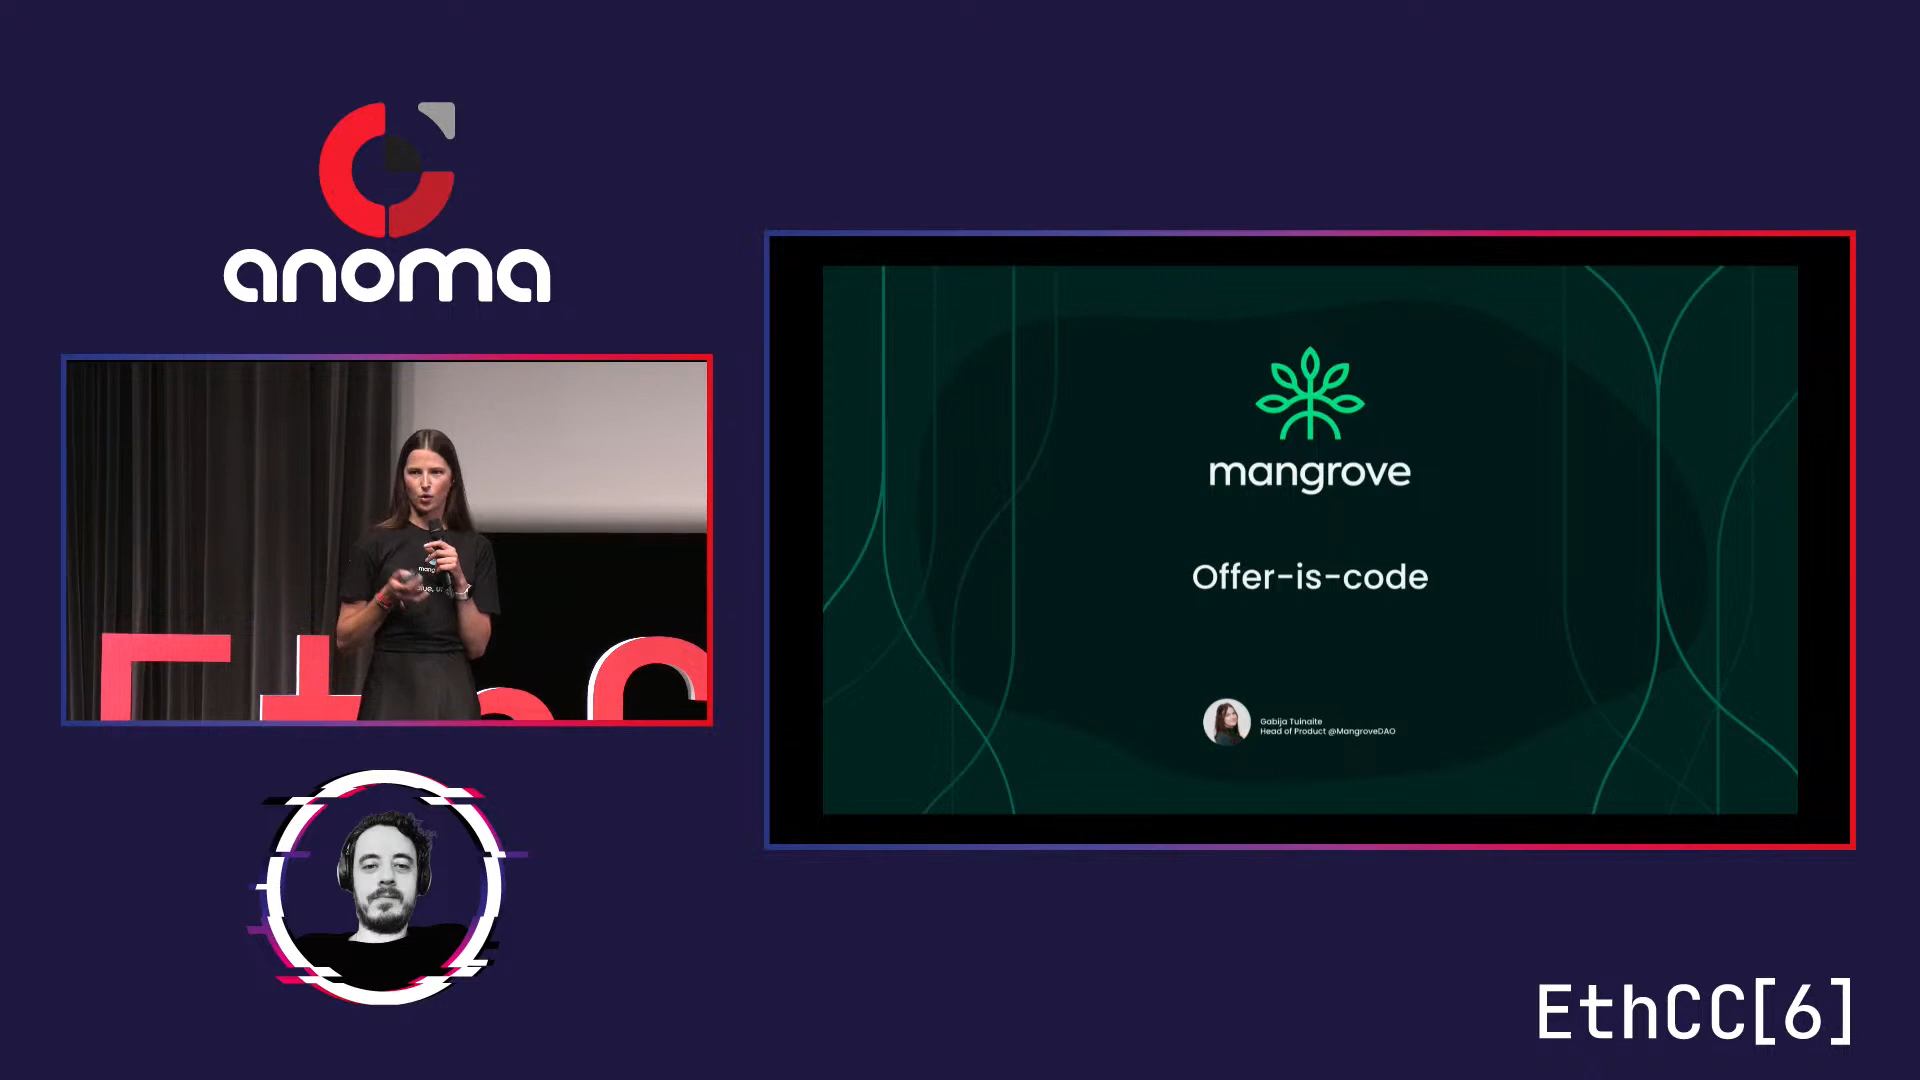 anoma
mangrove
Offer-is-code
Gabija Tuinaite
Head of Product @MangroveDAO
EthCC[6]